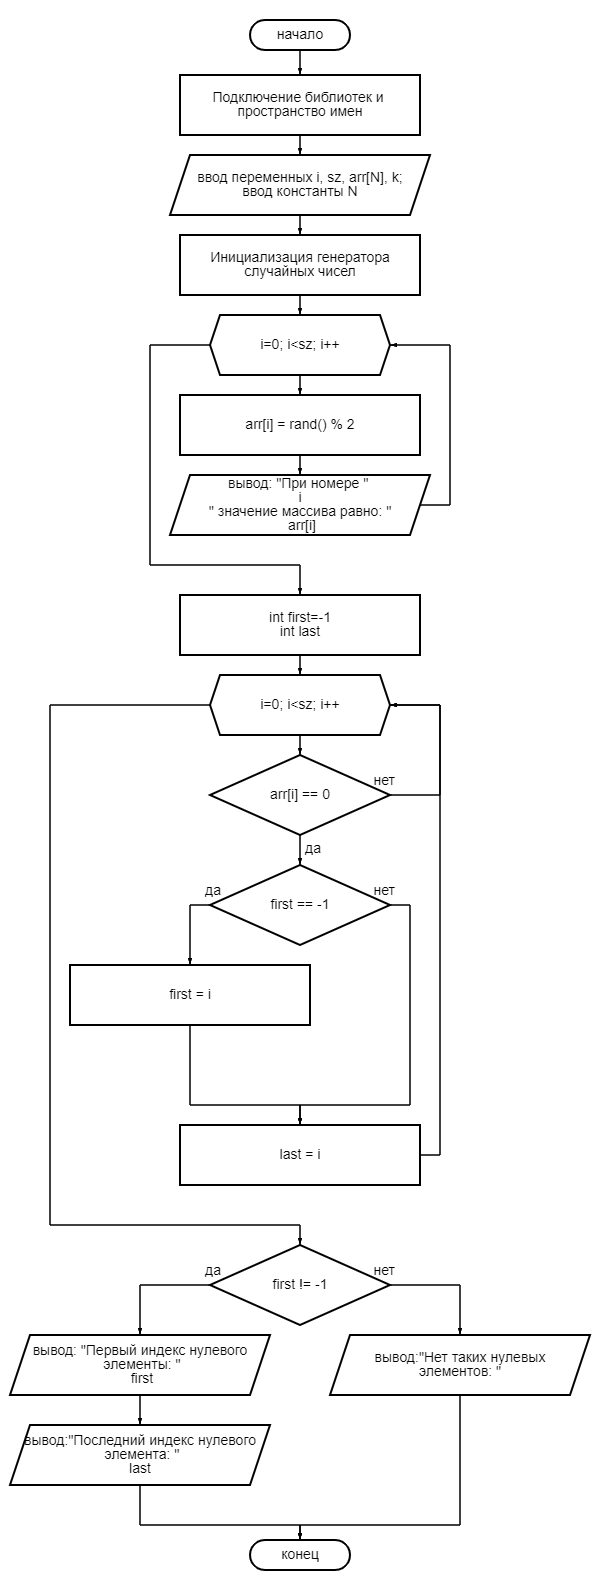 начало
Подключение библиотек и
пространство имен
ввод переменных i, sz, arr[N], k;
ввод константы N
Инициализация генератора
случайных чисел
i=0; i<sz; i++
arr[i] = rand() % 2
вывод: "При номере "
i
" значение массива равно: "
arr[i]
int first=-1
int last
i=0; i<sz; i++
arr[i] == 0
нет
да
first == -1
да
нет
first = i
last = i
first != -1
да
нет
вывод: "Первый индекс нулевого
элементы: "
first
вывод:"Нет таких нулевых
элементов: "
вывод:"Последний индекс нулевого
элемента: "
last
конец